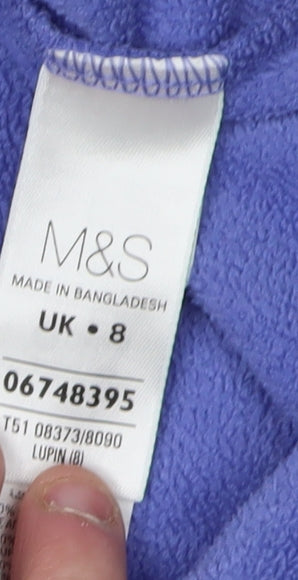 M&S
MADE IN BANGLADESH
UK • 8
06748395
T51 08373/8090
LUPIN (8)